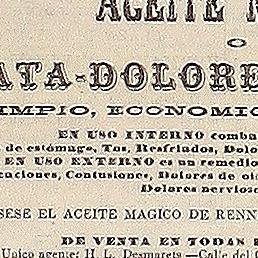 ACEITE M
O
ATA-DOLORE
IMPIO, ECONOMIC
EN USO INTERNO comba
de estómago, Tos, Resfriados, Dolo
EN USO EXTERNO es un remedio
caciones, Contusiones, Dolores de oi
Dolores nervios
SESE EL ACEITE MAGICO DE RENN
DE VENTA EN TODAS
Unico agente: H. L. Desmarets—Calle del